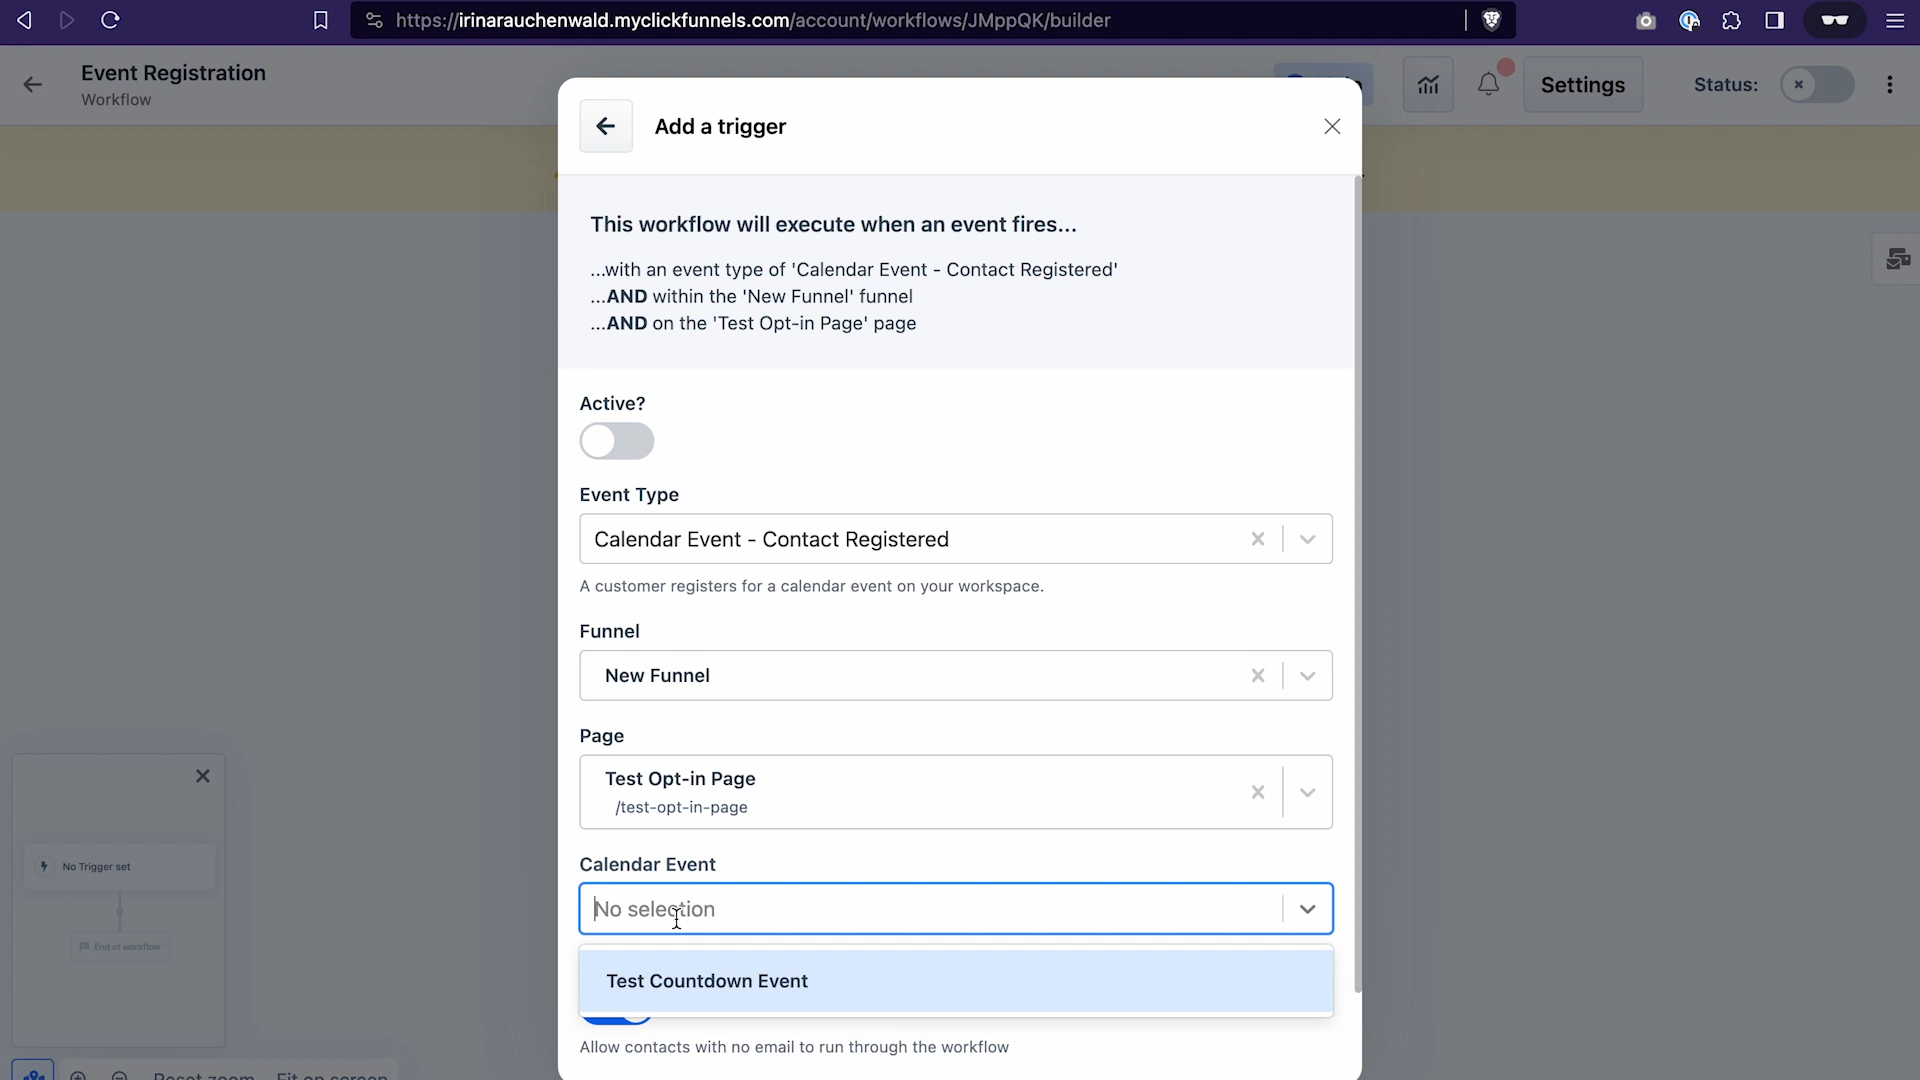 https://irinarauchenwald.myclickfunnels.com/account/workflows/JMppQK/builder
Event Registration
Workflow
Settings
Status:
Add a trigger
This workflow will execute when an event fires...
...with an event type of 'Calendar Event - Contact Registered'
...AND within the 'New Funnel' funnel
...AND on the 'Test Opt-in Page' page
Active?
Event Type
Calendar Event - Contact Registered
A customer registers for a calendar event on your workspace.
Funnel
New Funnel
Page
Test Opt-in Page
/test-opt-in-page
Calendar Event
No selection
Test Countdown Event
Allow contacts with no email to run through the workflow
No Trigger set
End of workflow
Reset zoom
Fit on screen